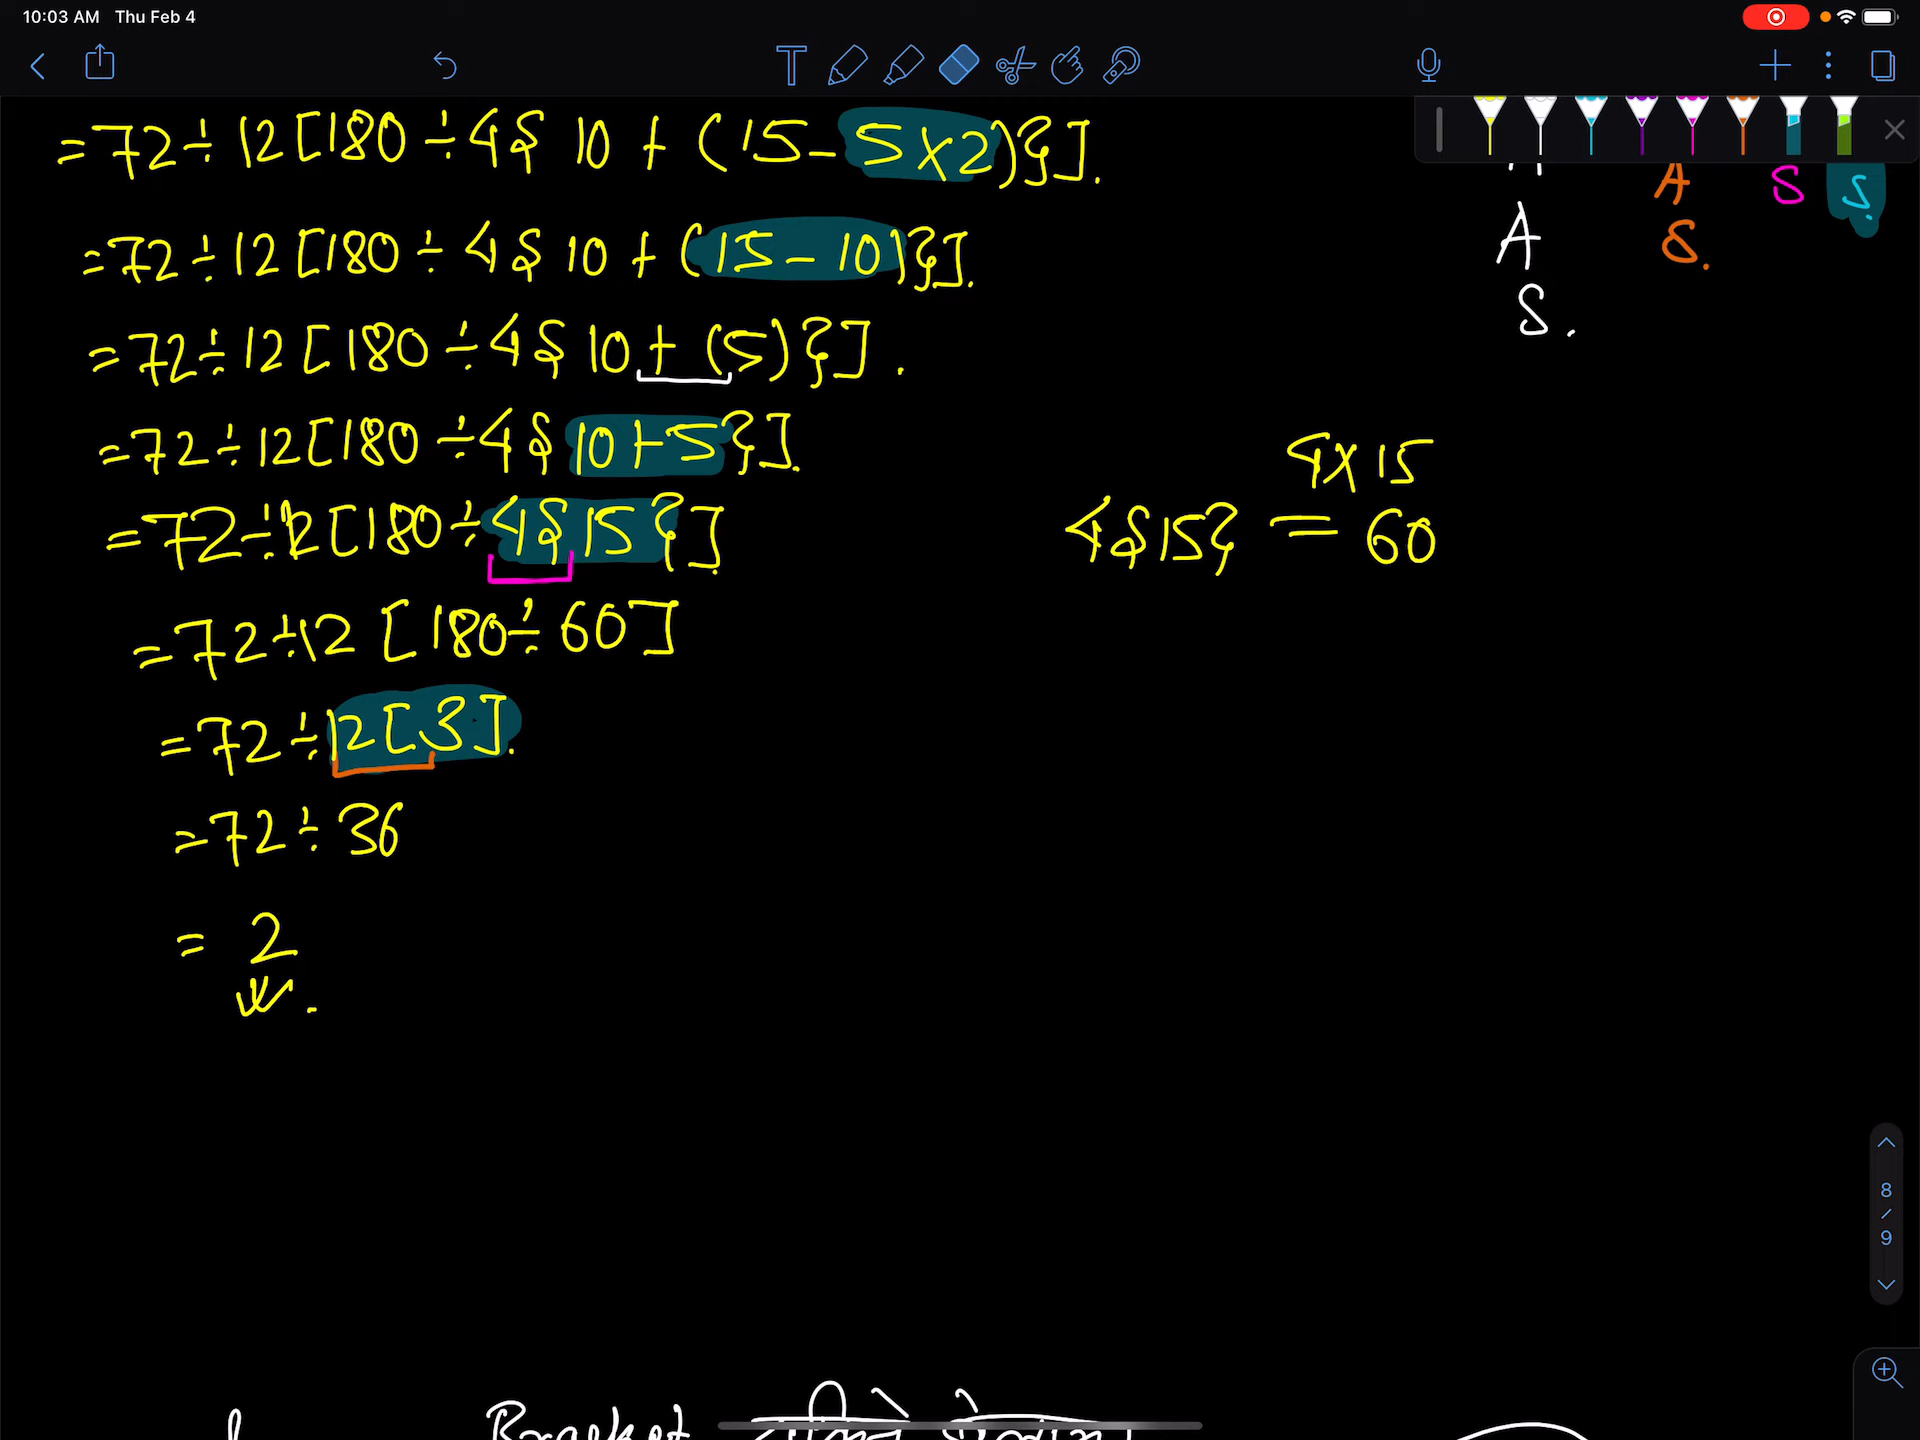 10:03 AM Thu Feb 4
=72÷12[180÷4{10+(15-5×2)}].
=72÷12[180÷4{10+(15-10)}].
=72÷12[180÷4{10+(5)}].
=72÷12[180÷4{10+5}].
=72÷12[180÷4{15}].
=72÷12[180÷60]
=72÷12[3].
=72÷36
= 2
A S S.
A &.
S.
4×15
4{15} = 60
8
/
9
Bracket